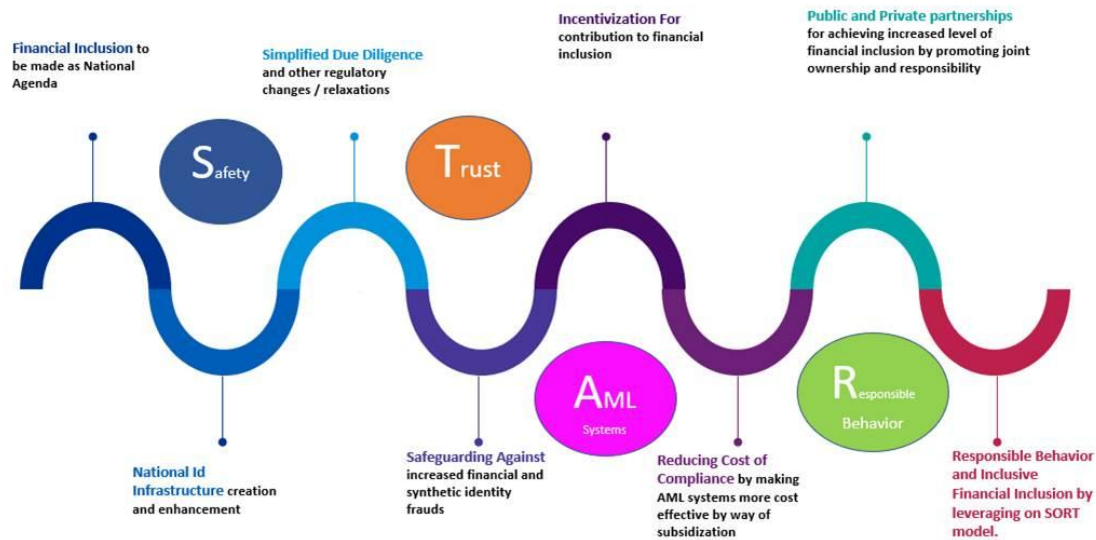 Financial Inclusion to
be made as National
Agenda
Simplified Due Diligence
and other regulatory
changes / relaxations
Incentivization For
contribution to financial
inclusion
Public and Private partnerships
for achieving increased level of
financial inclusion by promoting joint
ownership and responsibility
Safety
Trust
AML
Systems
Responsible
Behavior
National Id
Infrastructure creation
and enhancement
Safeguarding Against
increased financial and
synthetic identity
frauds
Reducing Cost of
Compliance by making
AML systems more cost
effective by way of
subsidization
Responsible Behavior
and Inclusive
Financial Inclusion by
leveraging on SORT
model.